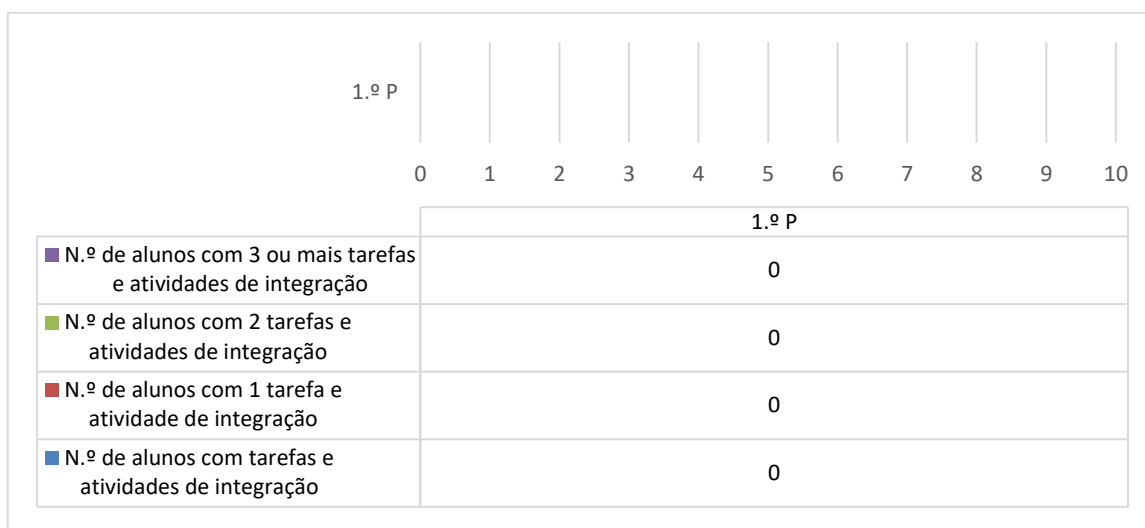 1.º P
0 1 2 3 4 5 6 7 8 9 10
1.º P
N.º de alunos com 3 ou mais tarefas
e atividades de integração
0
N.º de alunos com 2 tarefas e
atividades de integração
0
N.º de alunos com 1 tarefa e
atividade de integração
0
N.º de alunos com tarefas e
atividades de integração
0